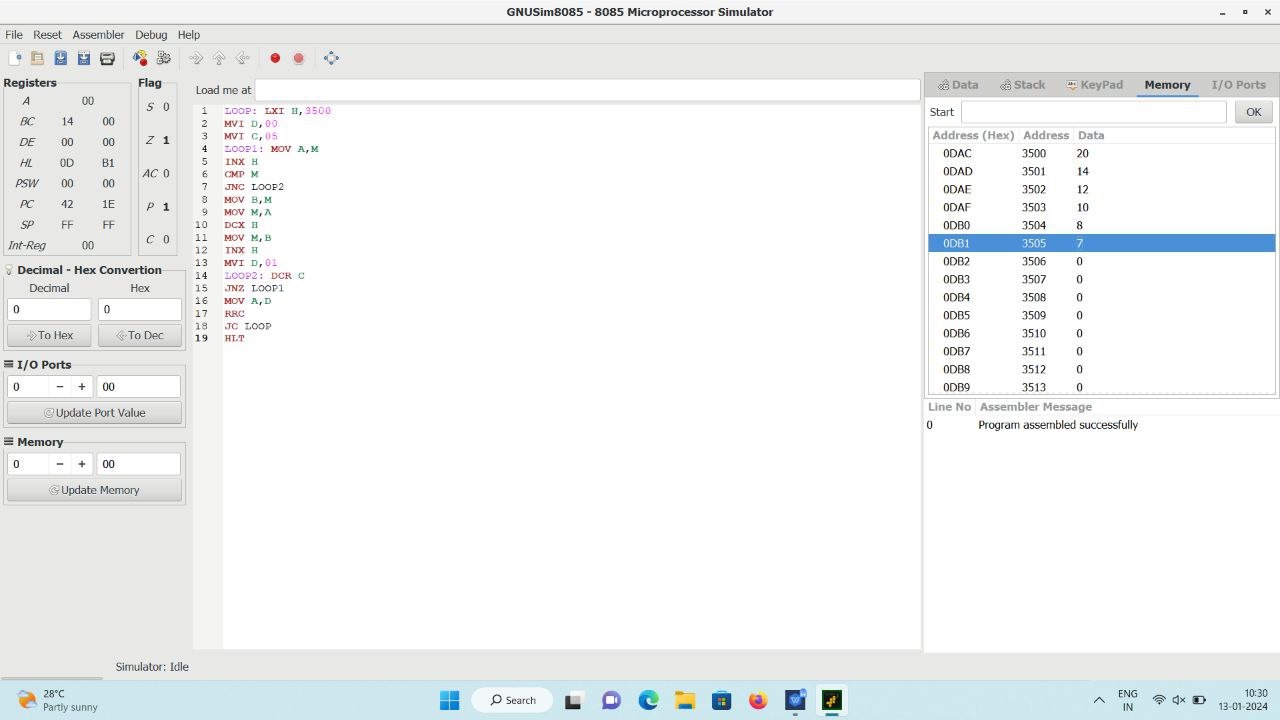 GNUSim8085 - 8085 Microprocessor Simulator
File Reset Assembler Debug Help
Registers
A 00
BC 14 00
DE 00 00
HL 0D B1
PSW 00 00
PC 42 1E
SP FF FF
Int-Reg 00
Flag
S 0
Z 1
AC 0
P 1
C 0
Decimal - Hex Convertion
Decimal Hex
0 0
To Hex To Dec
I/O Ports
0 − + 00
Update Port Value
Memory
0 − + 00
Update Memory
Load me at
1 LOOP: LXI H,3500
2 MVI D,00
3 MVI C,05
4 LOOP1: MOV A,M
5 INX H
6 CMP M
7 JNC LOOP2
8 MOV B,M
9 MOV M,A
10 DCX H
11 MOV M,B
12 INX H
13 MVI D,01
14 LOOP2: DCR C
15 JNZ LOOP1
16 MOV A,D
17 RRC
18 JC LOOP
19 HLT
Data Stack KeyPad Memory I/O Ports
Start OK
Address (Hex) Address Data
0DAC 3500 20
0DAD 3501 14
0DAE 3502 12
0DAF 3503 10
0DB0 3504 8
0DB1 3505 7
0DB2 3506 0
0DB3 3507 0
0DB4 3508 0
0DB5 3509 0
0DB6 3510 0
0DB7 3511 0
0DB8 3512 0
0DB9 3513 0
Line No Assembler Message
0 Program assembled successfully
Simulator: Idle
28°C
Partly sunny
Search
ENG
IN
10:30
13-01-2024